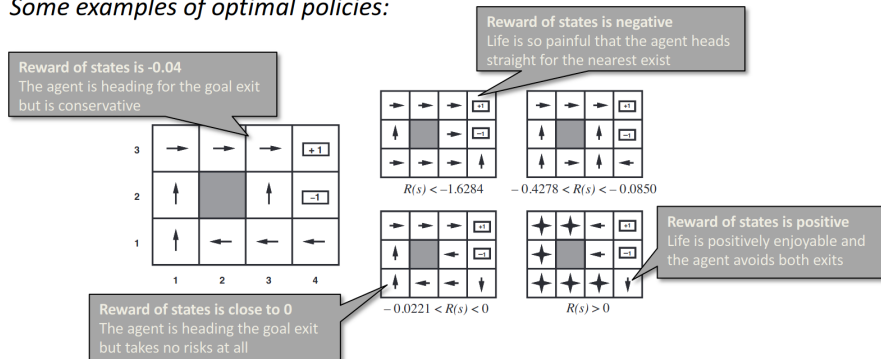 Some examples of optimal policies:
Reward of states is negative
Life is so painful that the agent heads
straight for the nearest exist
Reward of states is -0.04
The agent is heading for the goal exit
but is conservative
3
+ 1
2
–1
1
1 2 3 4
+1
–1
R(s) < –1.6284
+1
–1
– 0.4278 < R(s) < – 0.0850
+1
–1
– 0.0221 < R(s) < 0
+1
–1
R(s) > 0
Reward of states is positive
Life is positively enjoyable and
the agent avoids both exits
Reward of states is close to 0
The agent is heading the goal exit
but takes no risks at all